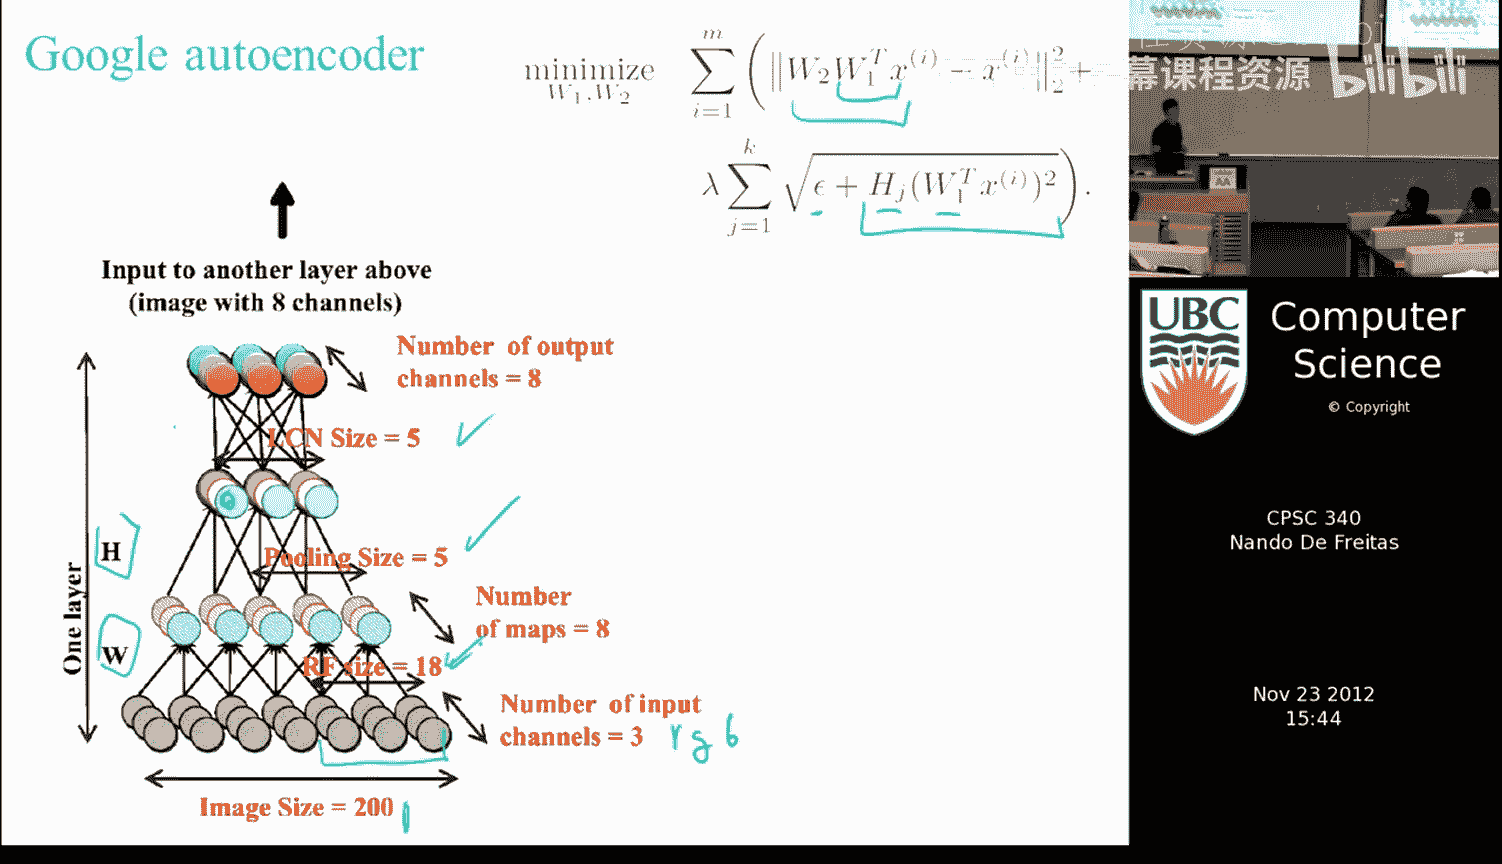 Google autoencoder
minimize
W₁,W₂
m
∑
i=1
( ‖W₂W₁ᵀx⁽ⁱ⁾ − x⁽ⁱ⁾‖₂² +
λ
k
∑
j=1
√(ϵ + Hⱼ(W₁ᵀx⁽ⁱ⁾)²) ).
Input to another layer above
(image with 8 channels)
Number of output
channels = 8
LCN Size = 5
H
Pooling Size = 5
Number
of maps = 8
One layer
W
RF size = 18
Number of input
channels = 3 r g b
Image Size = 200
幕课程资源 bilibili
UBC
Computer
Science
© Copyright
CPSC 340
Nando De Freitas
Nov 23 2012
15:44